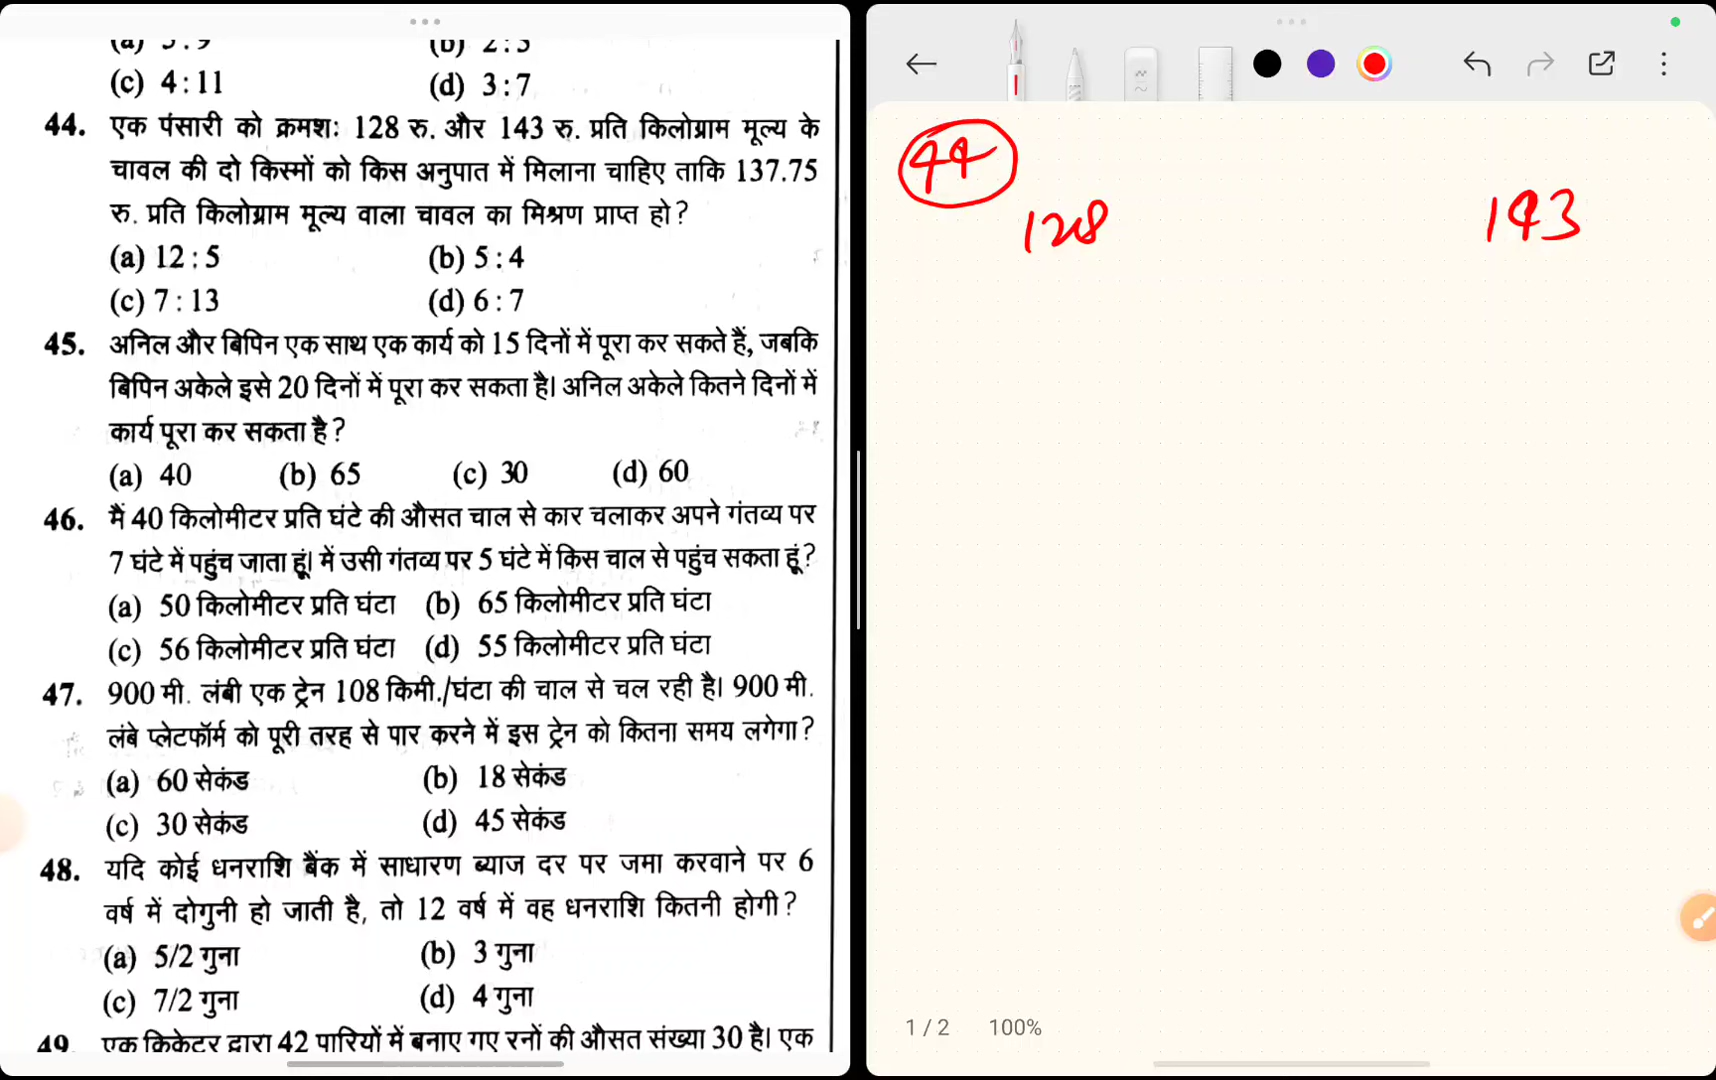 (c) 4 : 11 (d) 3 : 7
44. एक पंसारी को क्रमशः 128 रु. और 143 रु. प्रति किलोग्राम मूल्य के
चावल की दो किस्मों को किस अनुपात में मिलाना चाहिए ताकि 137.75
रु. प्रति किलोग्राम मूल्य वाला चावल का मिश्रण प्राप्त हो?
(a) 12 : 5 (b) 5 : 4
(c) 7 : 13 (d) 6 : 7
45. अनिल और बिपिन एक साथ एक कार्य को 15 दिनों में पूरा कर सकते हैं, जबकि
बिपिन अकेले इसे 20 दिनों में पूरा कर सकता है। अनिल अकेले कितने दिनों में
कार्य पूरा कर सकता है?
(a) 40 (b) 65 (c) 30 (d) 60
46. मैं 40 किलोमीटर प्रति घंटे की औसत चाल से कार चलाकर अपने गंतव्य पर
7 घंटे में पहुंच जाता हूं। में उसी गंतव्य पर 5 घंटे में किस चाल से पहुंच सकता हूं?
(a) 50 किलोमीटर प्रति घंटा (b) 65 किलोमीटर प्रति घंटा
(c) 56 किलोमीटर प्रति घंटा (d) 55 किलोमीटर प्रति घंटा
47. 900 मी. लंबी एक ट्रेन 108 किमी./घंटा की चाल से चल रही है। 900 मी.
लंबे प्लेटफॉर्म को पूरी तरह से पार करने में इस ट्रेन को कितना समय लगेगा?
(a) 60 सेकंड (b) 18 सेकंड
(c) 30 सेकंड (d) 45 सेकंड
48. यदि कोई धनराशि बैंक में साधारण ब्याज दर पर जमा करवाने पर 6
वर्ष में दोगुनी हो जाती है, तो 12 वर्ष में वह धनराशि कितनी होगी?
(a) 5/2 गुना (b) 3 गुना
(c) 7/2 गुना (d) 4 गुना
49. एक क्रिकेटर द्वारा 42 पारियों में बनाए गए रनों की औसत संख्या 30 है। एक
44
128 143
1 / 2 100%